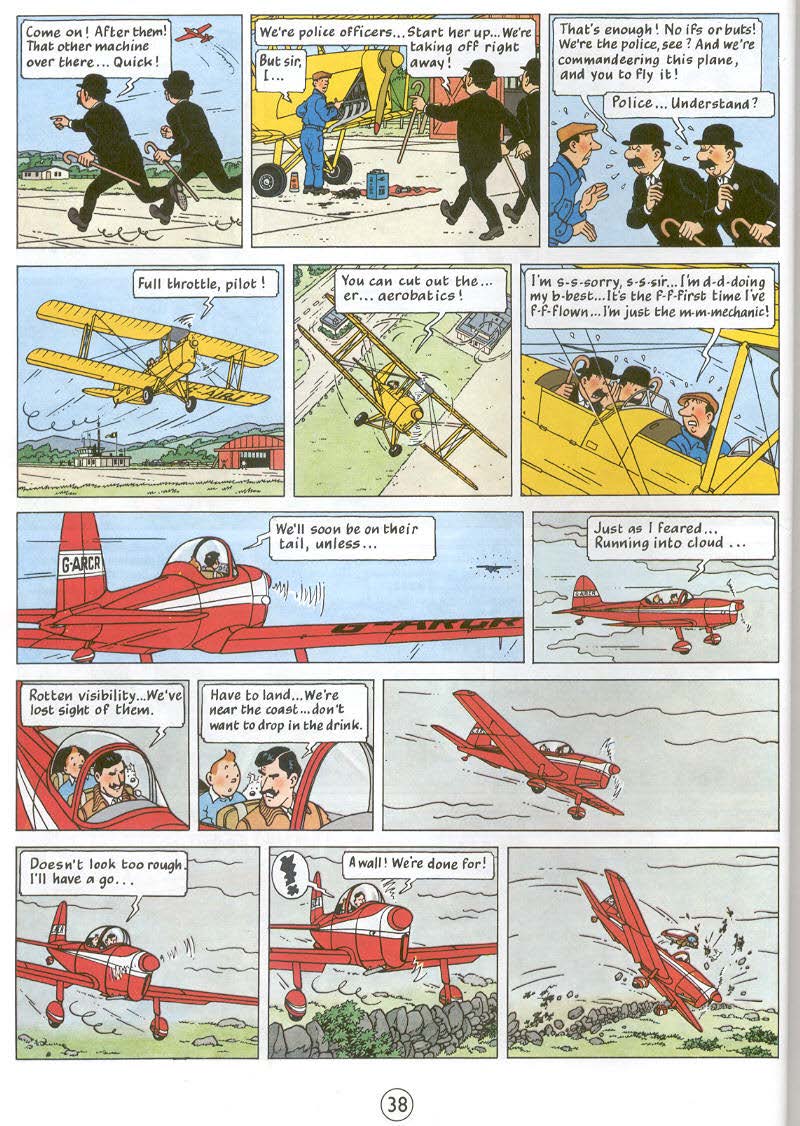 Come on! After them!
That other machine
over there... Quick!
We're police officers... Start her up... We're
taking off right
away!
But sir,
I...
That's enough! No ifs or buts!
We're the police, see? And we're
commandeering this plane,
and you to fly it!
Police... Understand?
Full throttle, pilot!
You can cut out the...
er... aerobatics!
I'm s-s-sorry, s-s-sir... I'm d-d-doing
my b-best... It's the f-f-first time I've
f-f-flown... I'm just the m-m-mechanic!
We'll soon be on their
tail, unless...
G-ARCR
G-ARCR
Just as I feared...
Running into cloud...
G-ARCR
Rotten visibility... We've
lost sight of them.
Have to land... We're
near the coast... don't
want to drop in the drink.
Doesn't look too rough.
I'll have a go...
A wall! We're done for!
38